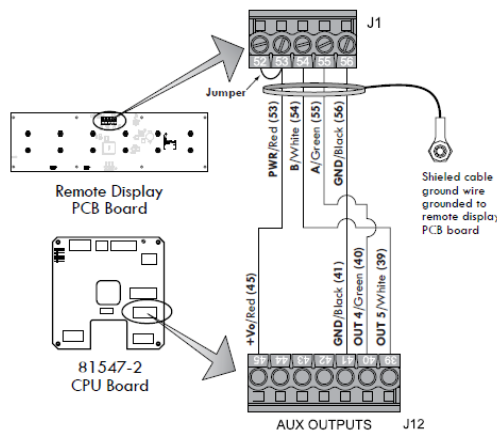 J1
52 53 54 55 56
Jumper
PWR/Red (53)
B/White (54)
A/Green (55)
GND/Black (56)
Remote Display
PCB Board
Shieled cable
ground wire
grounded to
remote display
PCB board
+Vo/Red (45)
GND/Black (41)
OUT 4/Green (40)
OUT 5/White (39)
81547-2
CPU Board
45 44 43 42 41 40 39
AUX OUTPUTS
J12